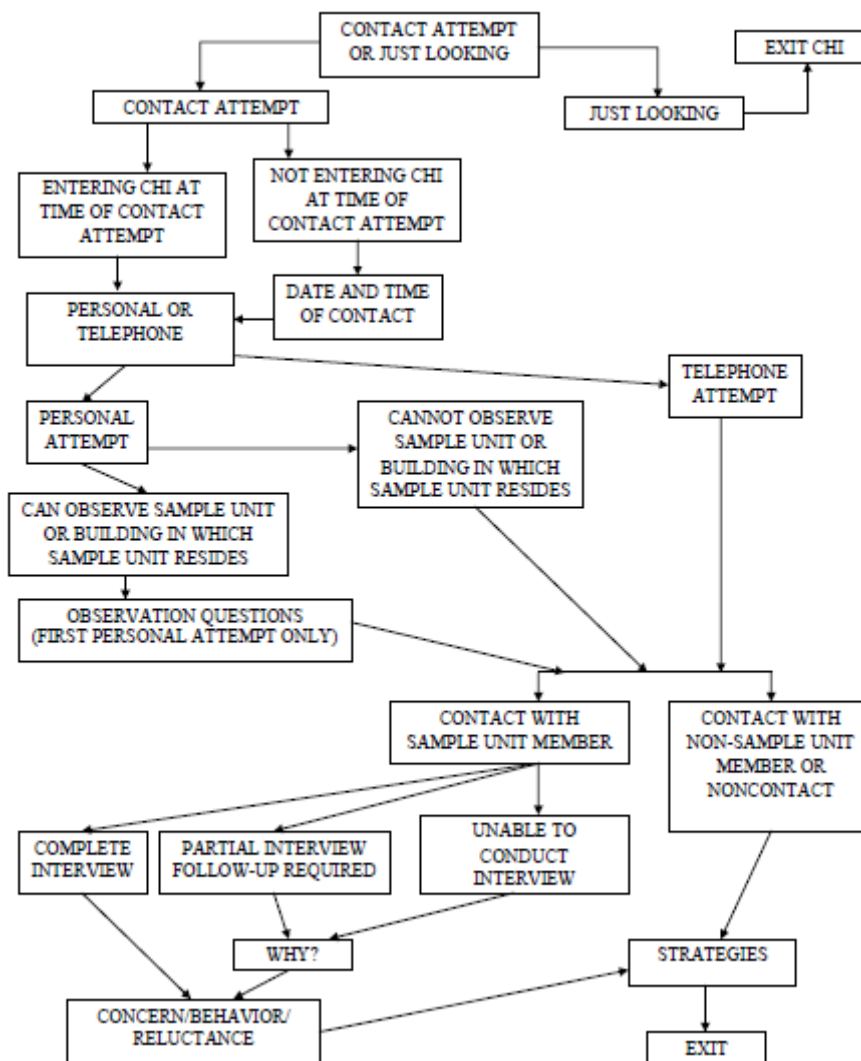 CONTACT ATTEMPT
OR JUST LOOKING
EXIT CHI
CONTACT ATTEMPT
JUST LOOKING
ENTERING CHI AT
TIME OF CONTACT
ATTEMPT
NOT ENTERING CHI
AT TIME OF
CONTACT ATTEMPT
DATE AND TIME
OF CONTACT
PERSONAL OR
TELEPHONE
TELEPHONE
ATTEMPT
PERSONAL
ATTEMPT
CANNOT OBSERVE
SAMPLE UNIT OR
BUILDING IN WHICH
SAMPLE UNIT RESIDES
CAN OBSERVE SAMPLE UNIT
OR BUILDING IN WHICH
SAMPLE UNIT RESIDES
OBSERVATION QUESTIONS
(FIRST PERSONAL ATTEMPT ONLY)
CONTACT WITH
SAMPLE UNIT MEMBER
CONTACT WITH
NON-SAMPLE UNIT
MEMBER OR
NONCONTACT
COMPLETE
INTERVIEW
PARTIAL INTERVIEW
FOLLOW-UP REQUIRED
UNABLE TO
CONDUCT
INTERVIEW
WHY?
STRATEGIES
CONCERN/BEHAVIOR/
RELUCTANCE
EXIT